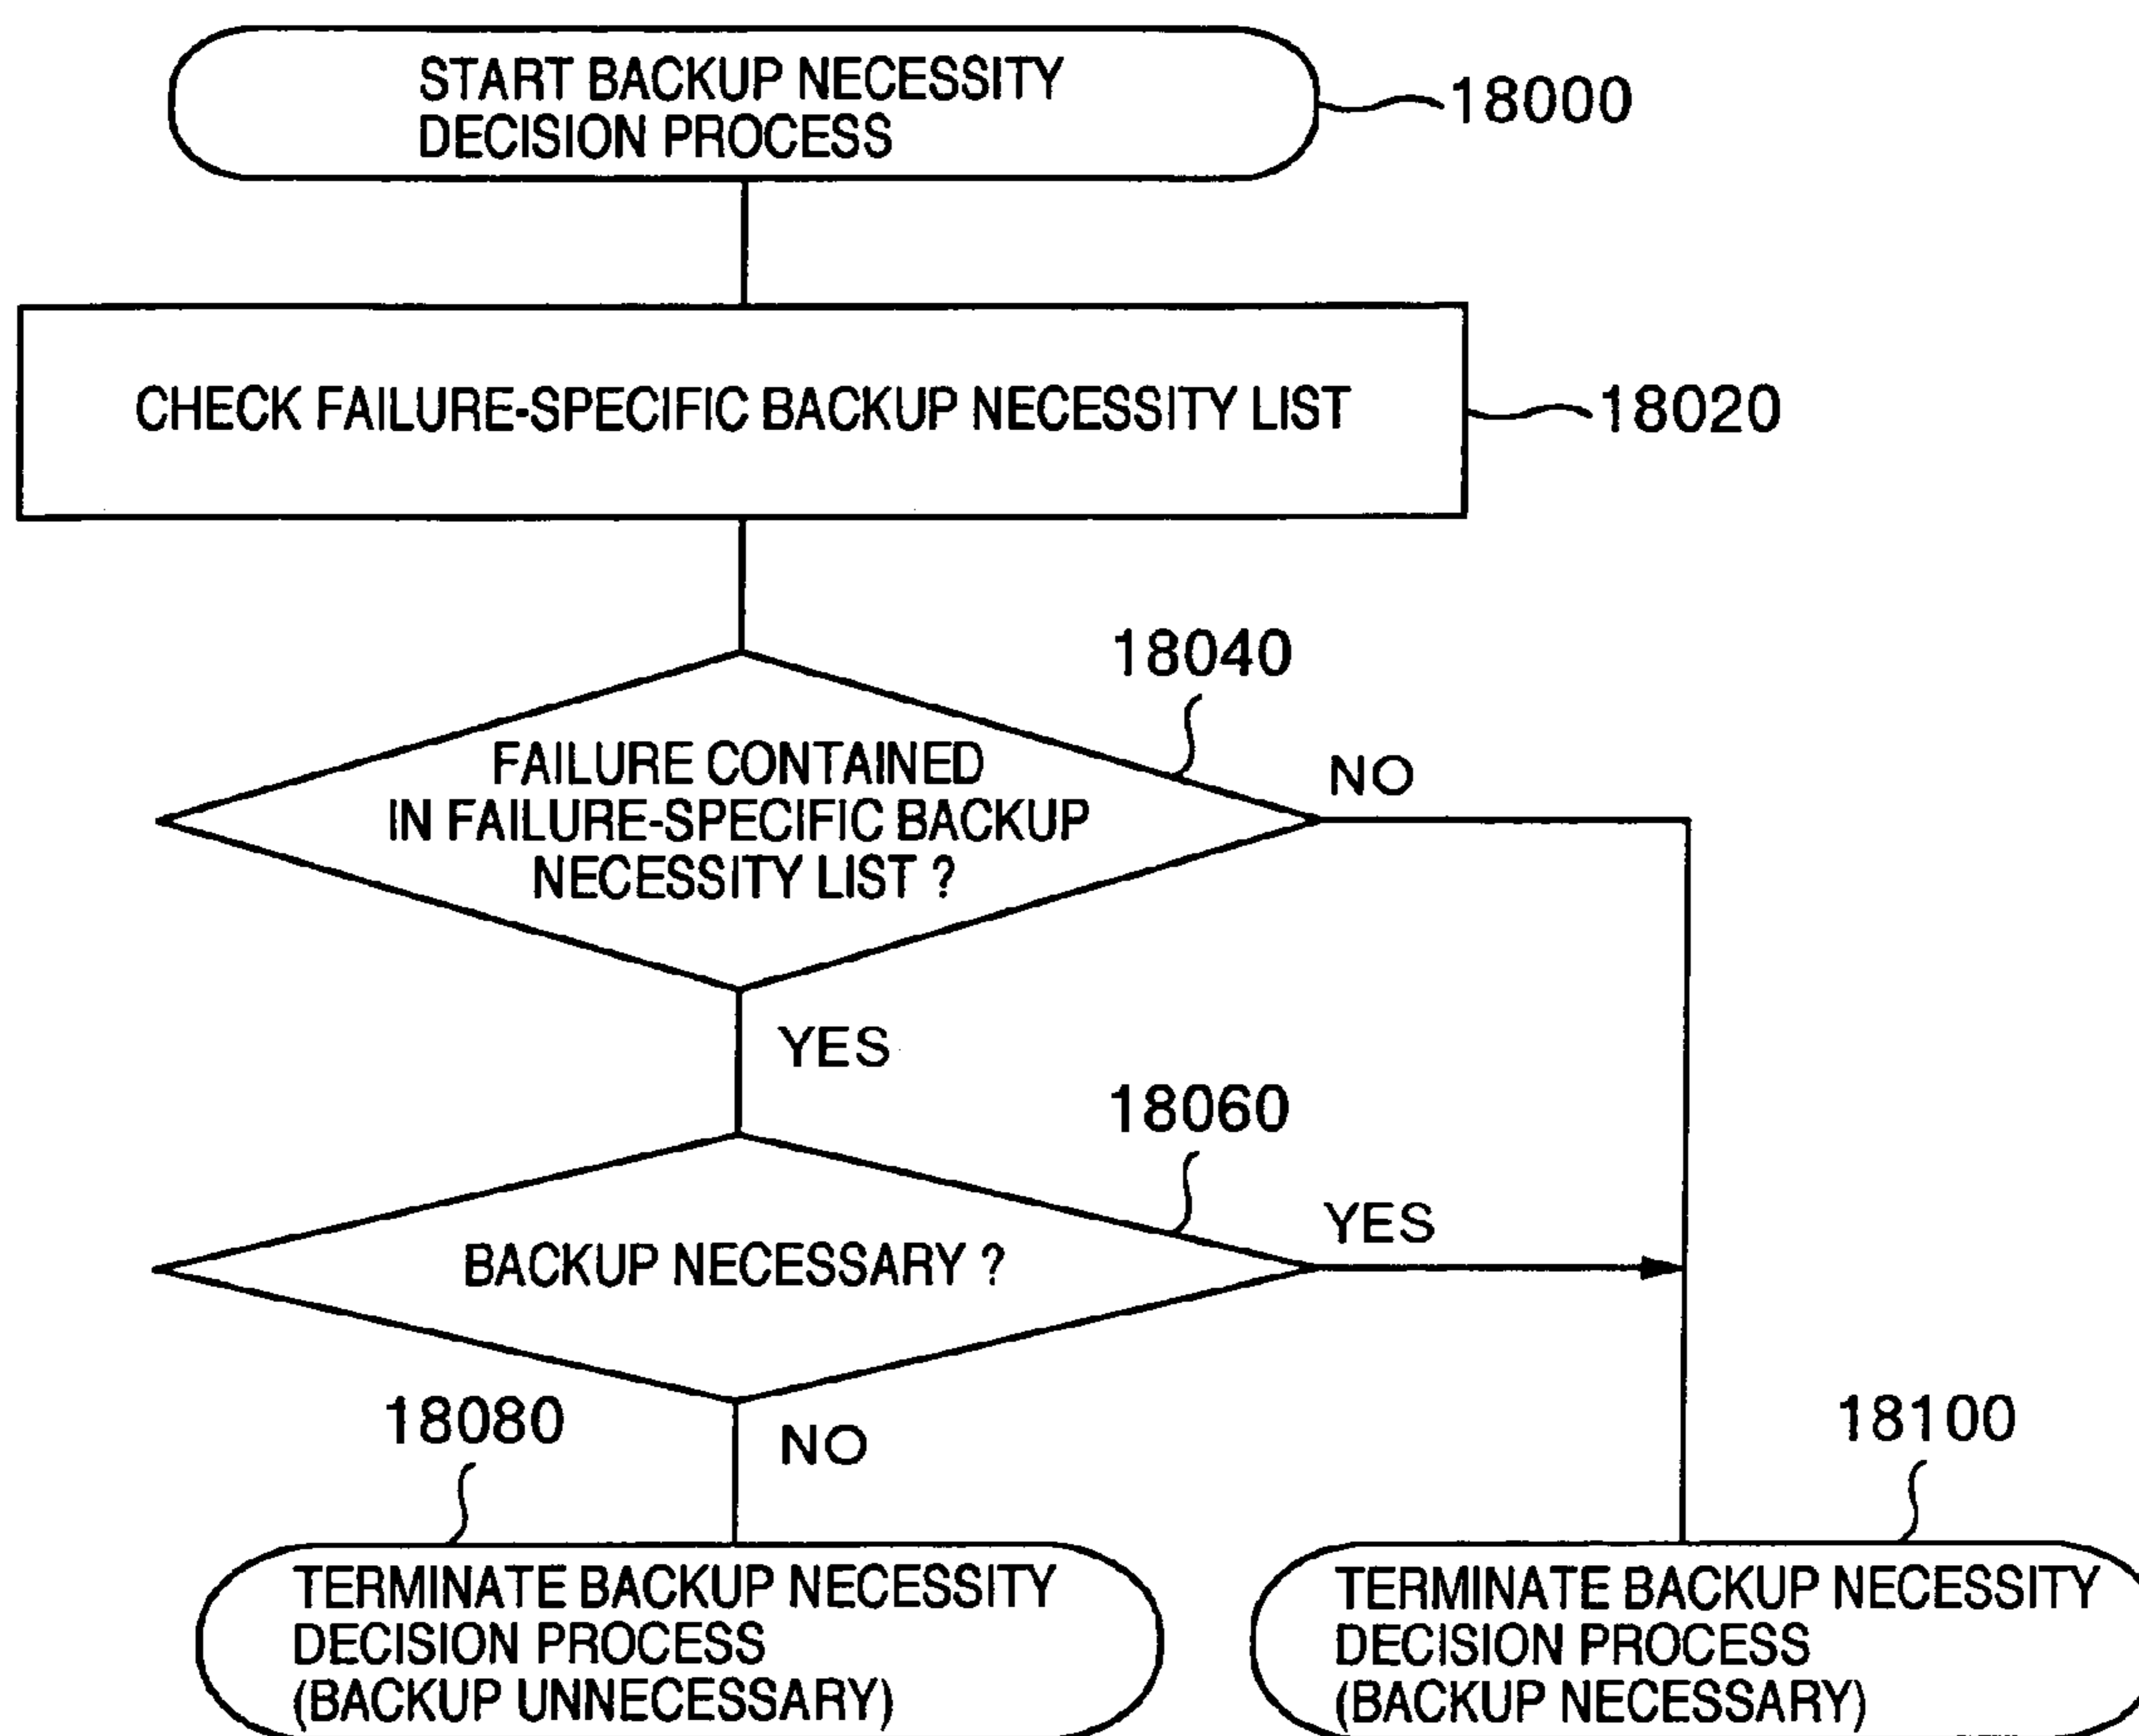 START BACKUP NECESSITY
DECISION PROCESS
18000
CHECK FAILURE-SPECIFIC BACKUP NECESSITY LIST
18020
18040
FAILURE CONTAINED
IN FAILURE-SPECIFIC BACKUP
NECESSITY LIST ?
NO
YES
18060
BACKUP NECESSARY ?
YES
18080
NO
18100
TERMINATE BACKUP NECESSITY
DECISION PROCESS
(BACKUP UNNECESSARY)
TERMINATE BACKUP NECESSITY
DECISION PROCESS
(BACKUP NECESSARY)